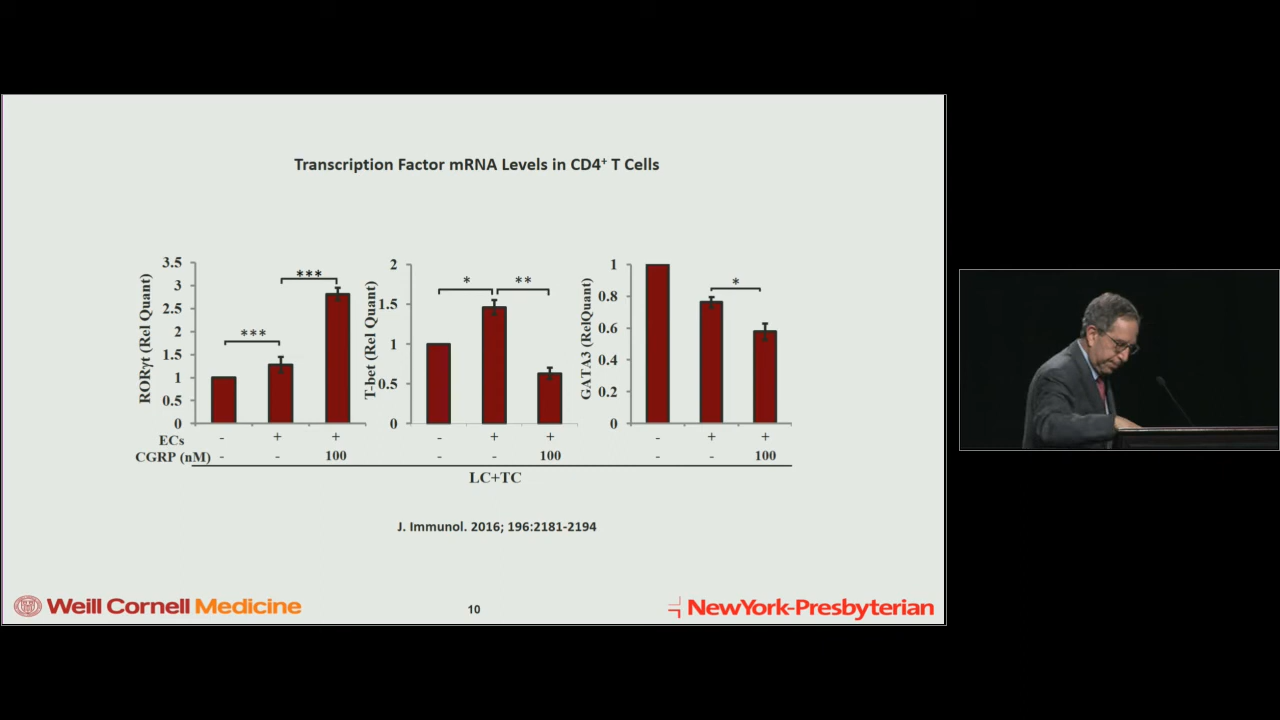 Transcription Factor mRNA Levels in CD4+ T Cells
RORγt (Rel Quant)
3.5
3
2.5
2
1.5
1
0.5
0
***
***
T-bet (Rel Quant)
2
1.5
1
0.5
0
*
**
GATA3 (RelQuant)
1
0.8
0.6
0.4
0.2
0
*
ECs - + + - + + - + +
CGRP (nM) - - 100 - - 100 - - 100
LC+TC
J. Immunol. 2016; 196:2181-2194
Weill Cornell Medicine
10
NewYork-Presbyterian